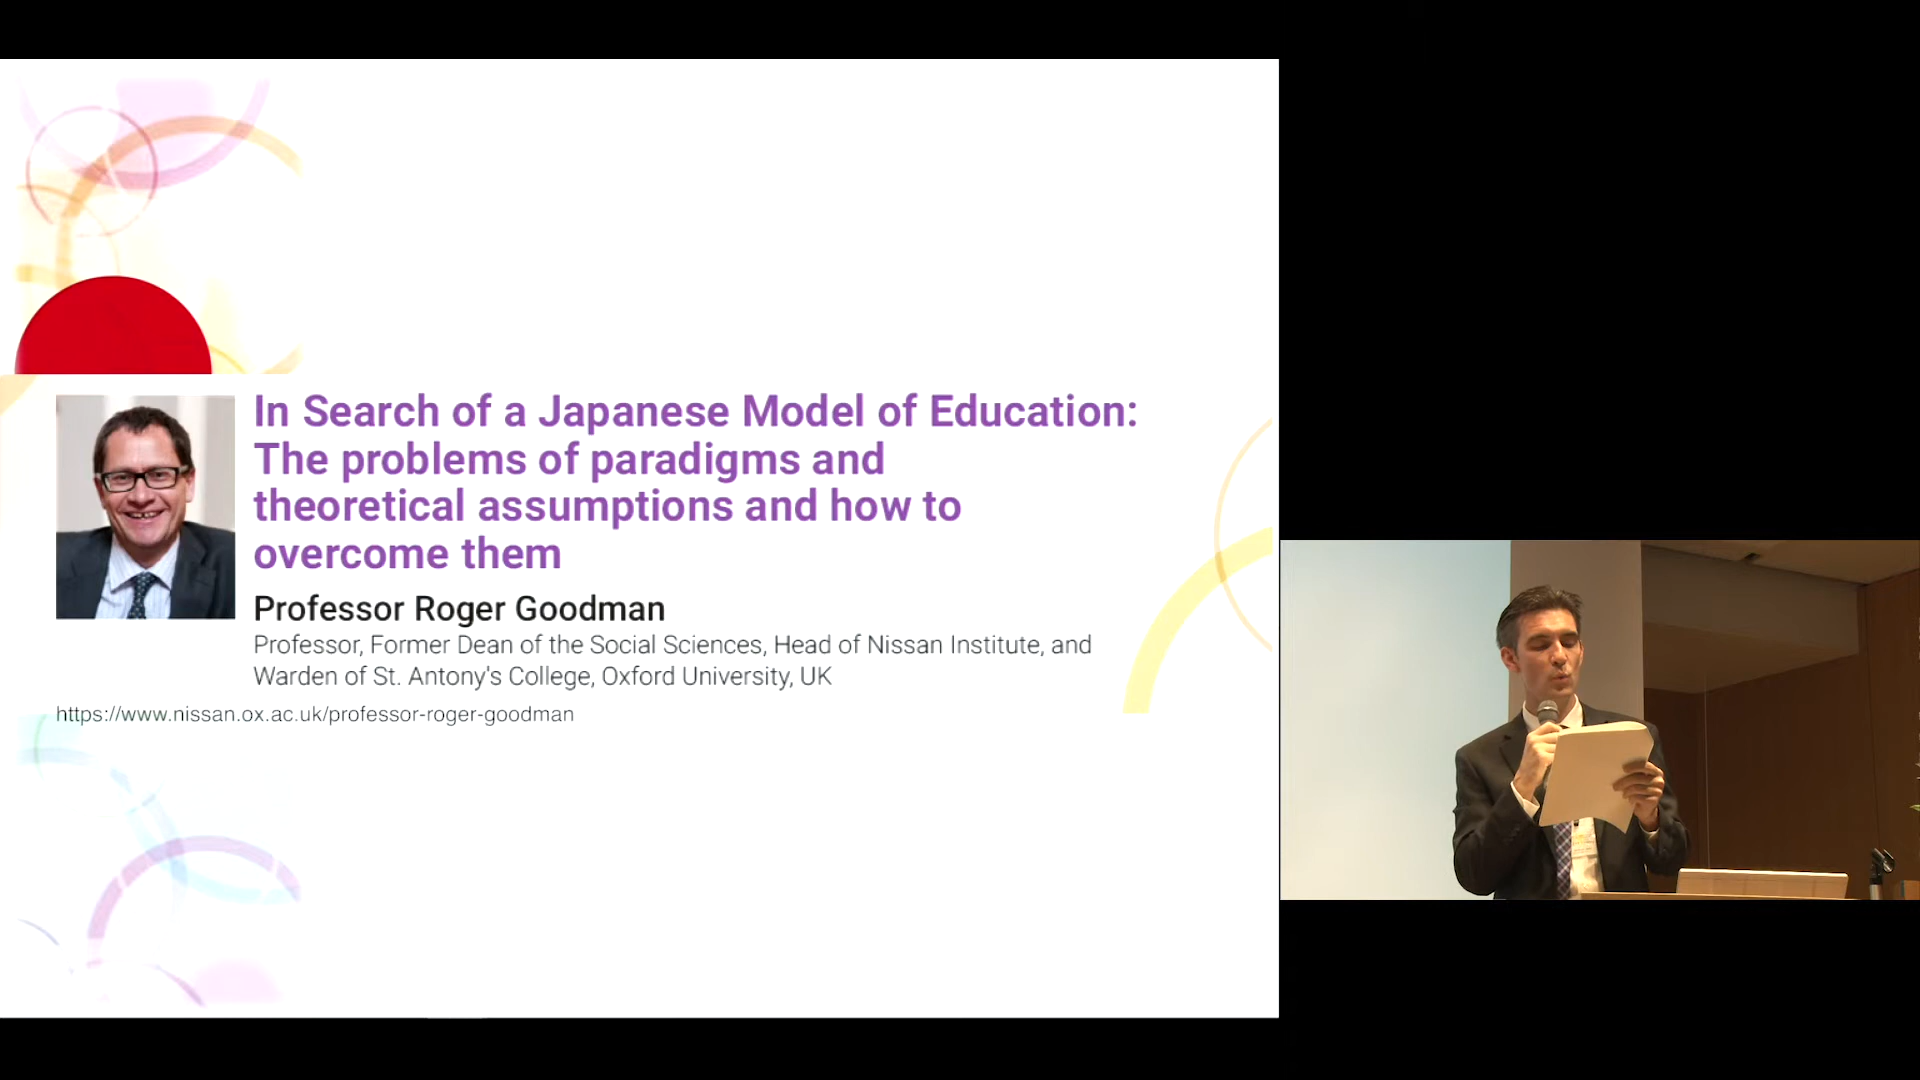 In Search of a Japanese Model of Education:
The problems of paradigms and
theoretical assumptions and how to
overcome them
Professor Roger Goodman
Professor, Former Dean of the Social Sciences, Head of Nissan Institute, and
Warden of St. Antony's College, Oxford University, UK
https://www.nissan.ox.ac.uk/professor-roger-goodman